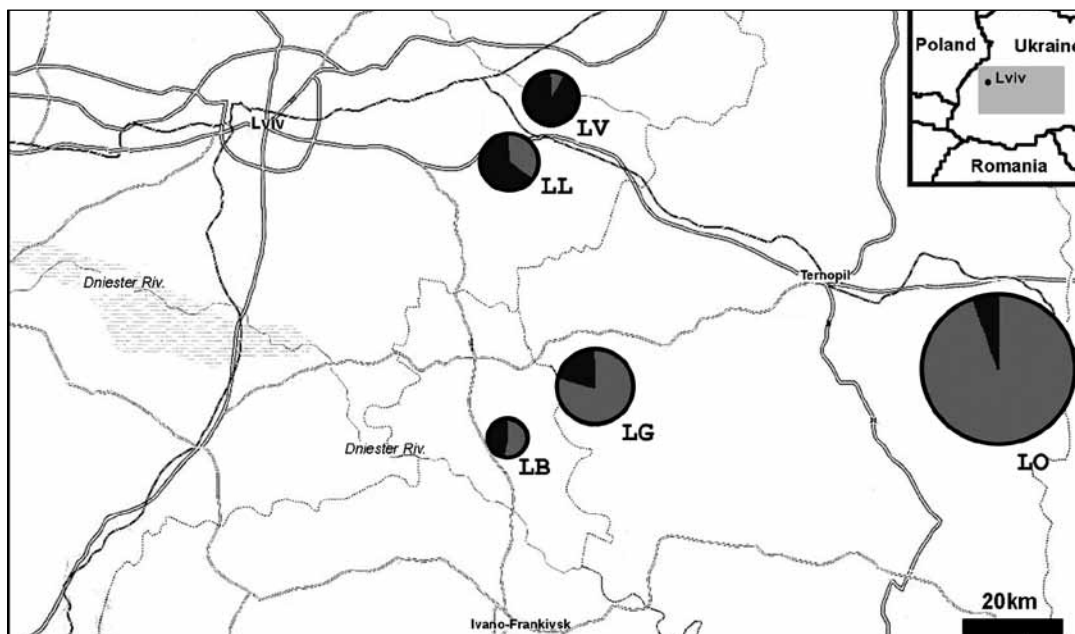 Poland
Ukraine
Lviv
Romania
LV
Lviv
LL
Dniester Riv.
Ternopil
LG
Dniester Riv.
LB
LO
20km
Ivano-Frankivsk